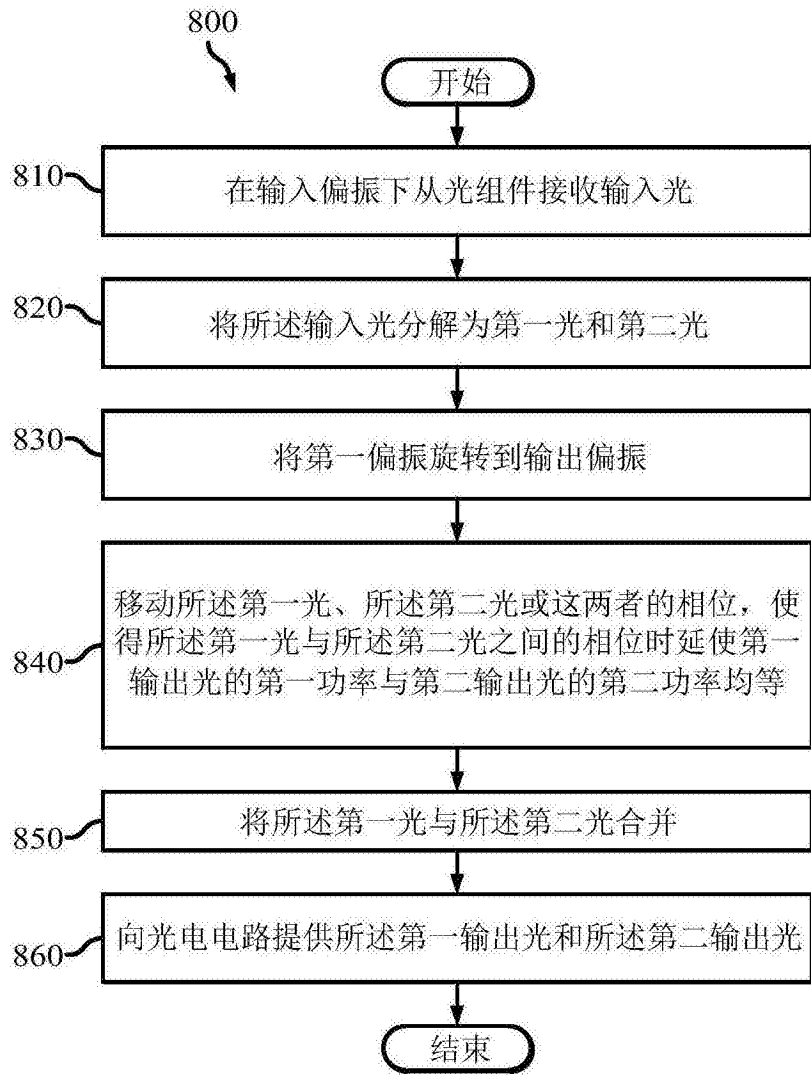 800
开始
810
在输入偏振下从光组件接收输入光
820
将所述输入光分解为第一光和第二光
830
将第一偏振旋转到输出偏振
840
移动所述第一光、所述第二光或这两者的相位，使
得所述第一光与所述第二光之间的相位时延使第一
输出光的第一功率与第二输出光的第二功率均等
850
将所述第一光与所述第二光合并
860
向光电电路提供所述第一输出光和所述第二输出光
结束